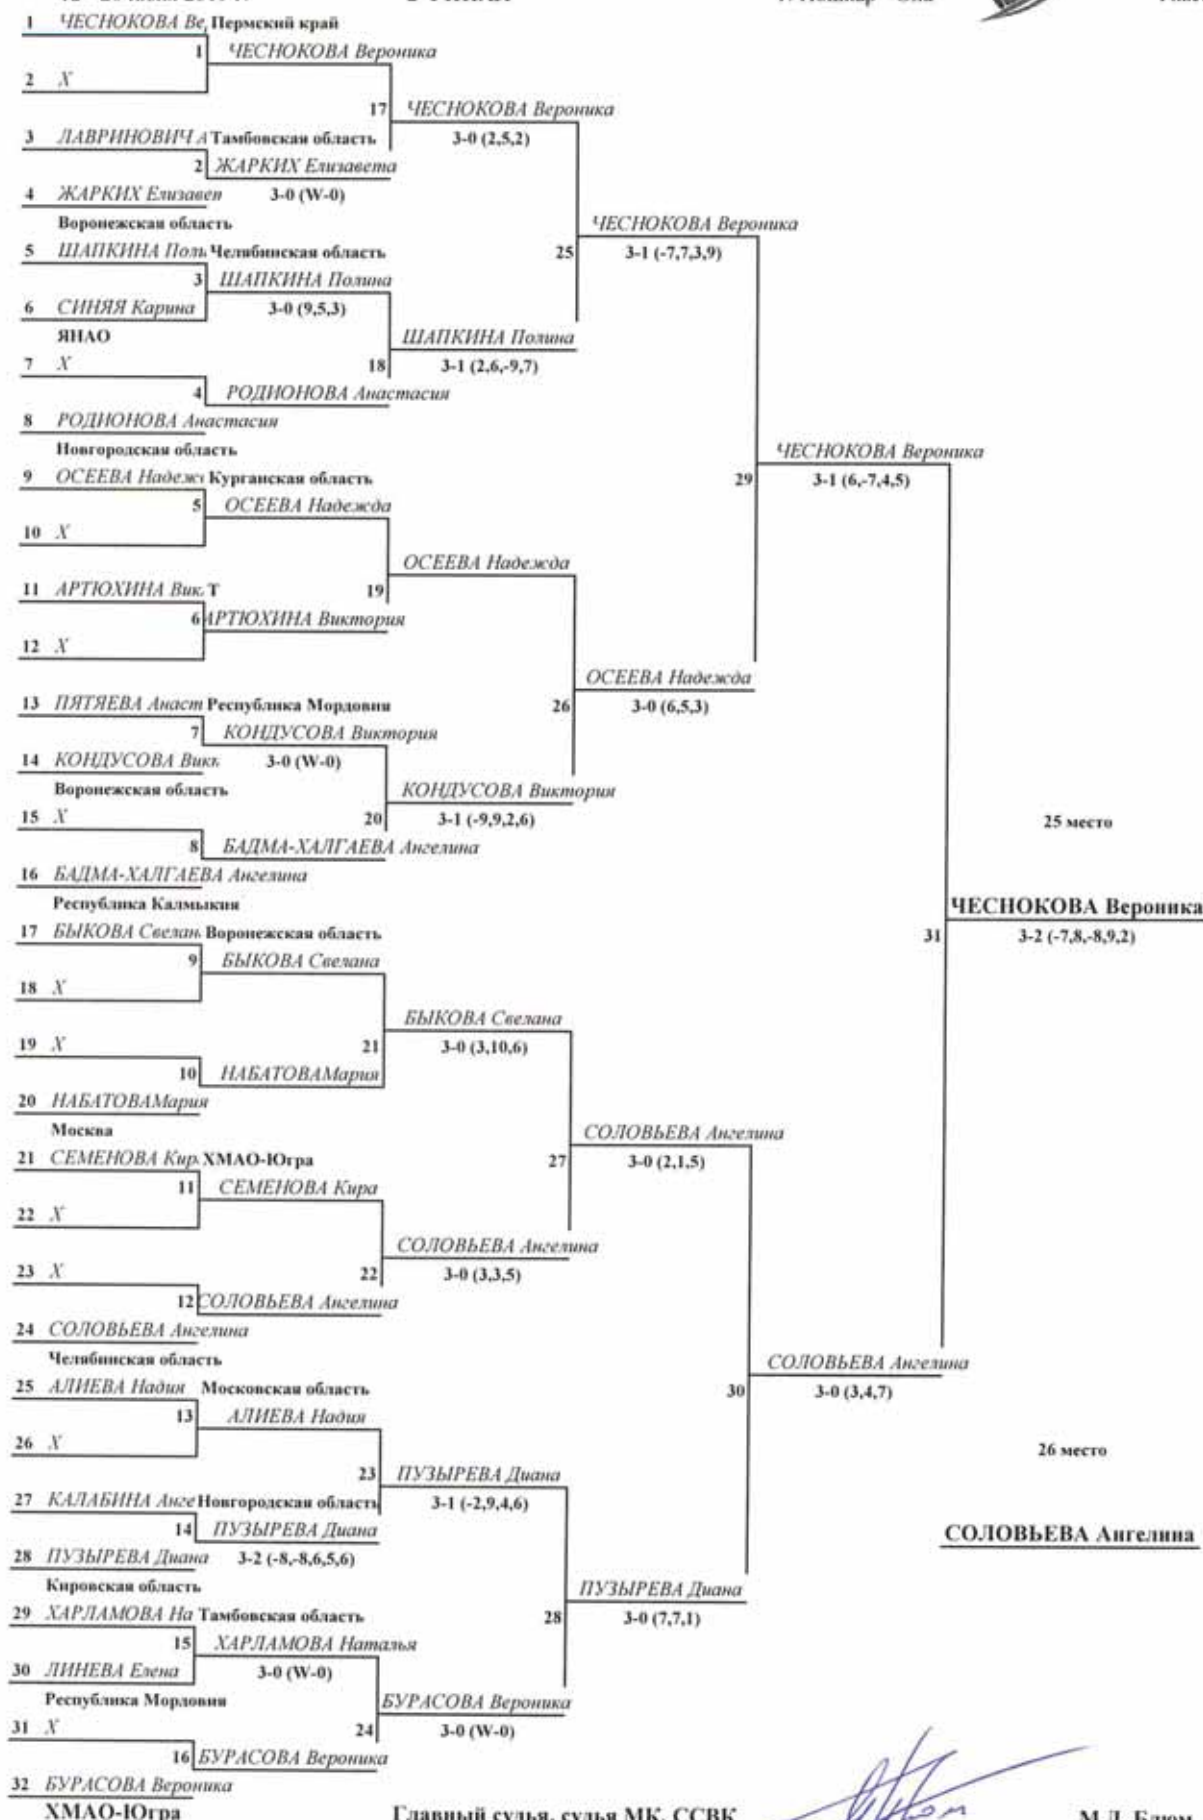 1 ЧЕСНОКОВА Ве, Пермский край
1 ЧЕСНОКОВА Вероника
2 X
17 ЧЕСНОКОВА Вероника
3 ЛАВРИНОВИЧ А Тамбовская область 3-0 (2,5,2)
2 ЖАРКИХ Елизавета
4 ЖАРКИХ Елизавет 3-0 (W-0)
Воронежская область ЧЕСНОКОВА Вероника
5 ШАПКИНА Поль Челябинская область 25 3-1 (-7,7,3,9)
3 ШАПКИНА Полина
6 СИНЯЯ Карина 3-0 (9,5,3)
ЯНАО ШАПКИНА Полина
7 X 18 3-1 (2,6,-9,7)
4 РОДИОНОВА Анастасия
8 РОДИОНОВА Анастасия
Новгородская область ЧЕСНОКОВА Вероника
9 ОСЕЕВА Надеж Курганская область 29 3-1 (6,-7,4,5)
5 ОСЕЕВА Надежда
10 X
ОСЕЕВА Надежда
11 АРТЮХИНА Вик. Т 19
6 АРТЮХИНА Виктория
12 X
ОСЕЕВА Надежда
13 ПЯТЯЕВА Анаст Республика Мордовия 26 3-0 (6,5,3)
7 КОНДУСОВА Виктория
14 КОНДУСОВА Викт 3-0 (W-0)
Воронежская область КОНДУСОВА Виктория
15 X 20 3-1 (-9,9,2,6) 25 место
8 БАДМА-ХАЛГАЕВА Ангелина
16 БАДМА-ХАЛГАЕВА Ангелина
Республика Калмыкия ЧЕСНОКОВА Вероника
17 БЫКОВА Свелан Воронежская область 31 3-2 (-7,8,-8,9,2)
9 БЫКОВА Свелана
18 X
БЫКОВА Свелана
19 X 21 3-0 (3,10,6)
10 НАБАТОВАМария
20 НАБАТОВАМария
Москва СОЛОВЬЕВА Ангелина
21 СЕМЕНОВА Кир ХМАО-Югра 27 3-0 (2,1,5)
11 СЕМЕНОВА Кира
22 X
СОЛОВЬЕВА Ангелина
23 X 22 3-0 (3,3,5)
12 СОЛОВЬЕВА Ангелина
24 СОЛОВЬЕВА Ангелина
Челябинская область СОЛОВЬЕВА Ангелина
25 АЛИЕВА Надия Московская область 30 3-0 (3,4,7)
13 АЛИЕВА Надия
26 X 26 место
23 ПУЗЫРЕВА Диана
27 КАЛАБИНА Анге Новгородская область 3-1 (-2,9,4,6)
14 ПУЗЫРЕВА Диана СОЛОВЬЕВА Ангелина
28 ПУЗЫРЕВА Диана 3-2 (-8,-8,6,5,6)
Кировская область ПУЗЫРЕВА Диана
29 ХАРЛАМОВА На Тамбовская область 28 3-0 (7,7,1)
15 ХАРЛАМОВА Наталья
30 ЛИНЕВА Елена 3-0 (W-0)
Республика Мордовия БУРАСОВА Вероника
31 X 24 3-0 (W-0)
16 БУРАСОВА Вероника
32 БУРАСОВА Вероника
ХМАО-Югра Главный судья, судья МК, ССВК М.Л. Блюм